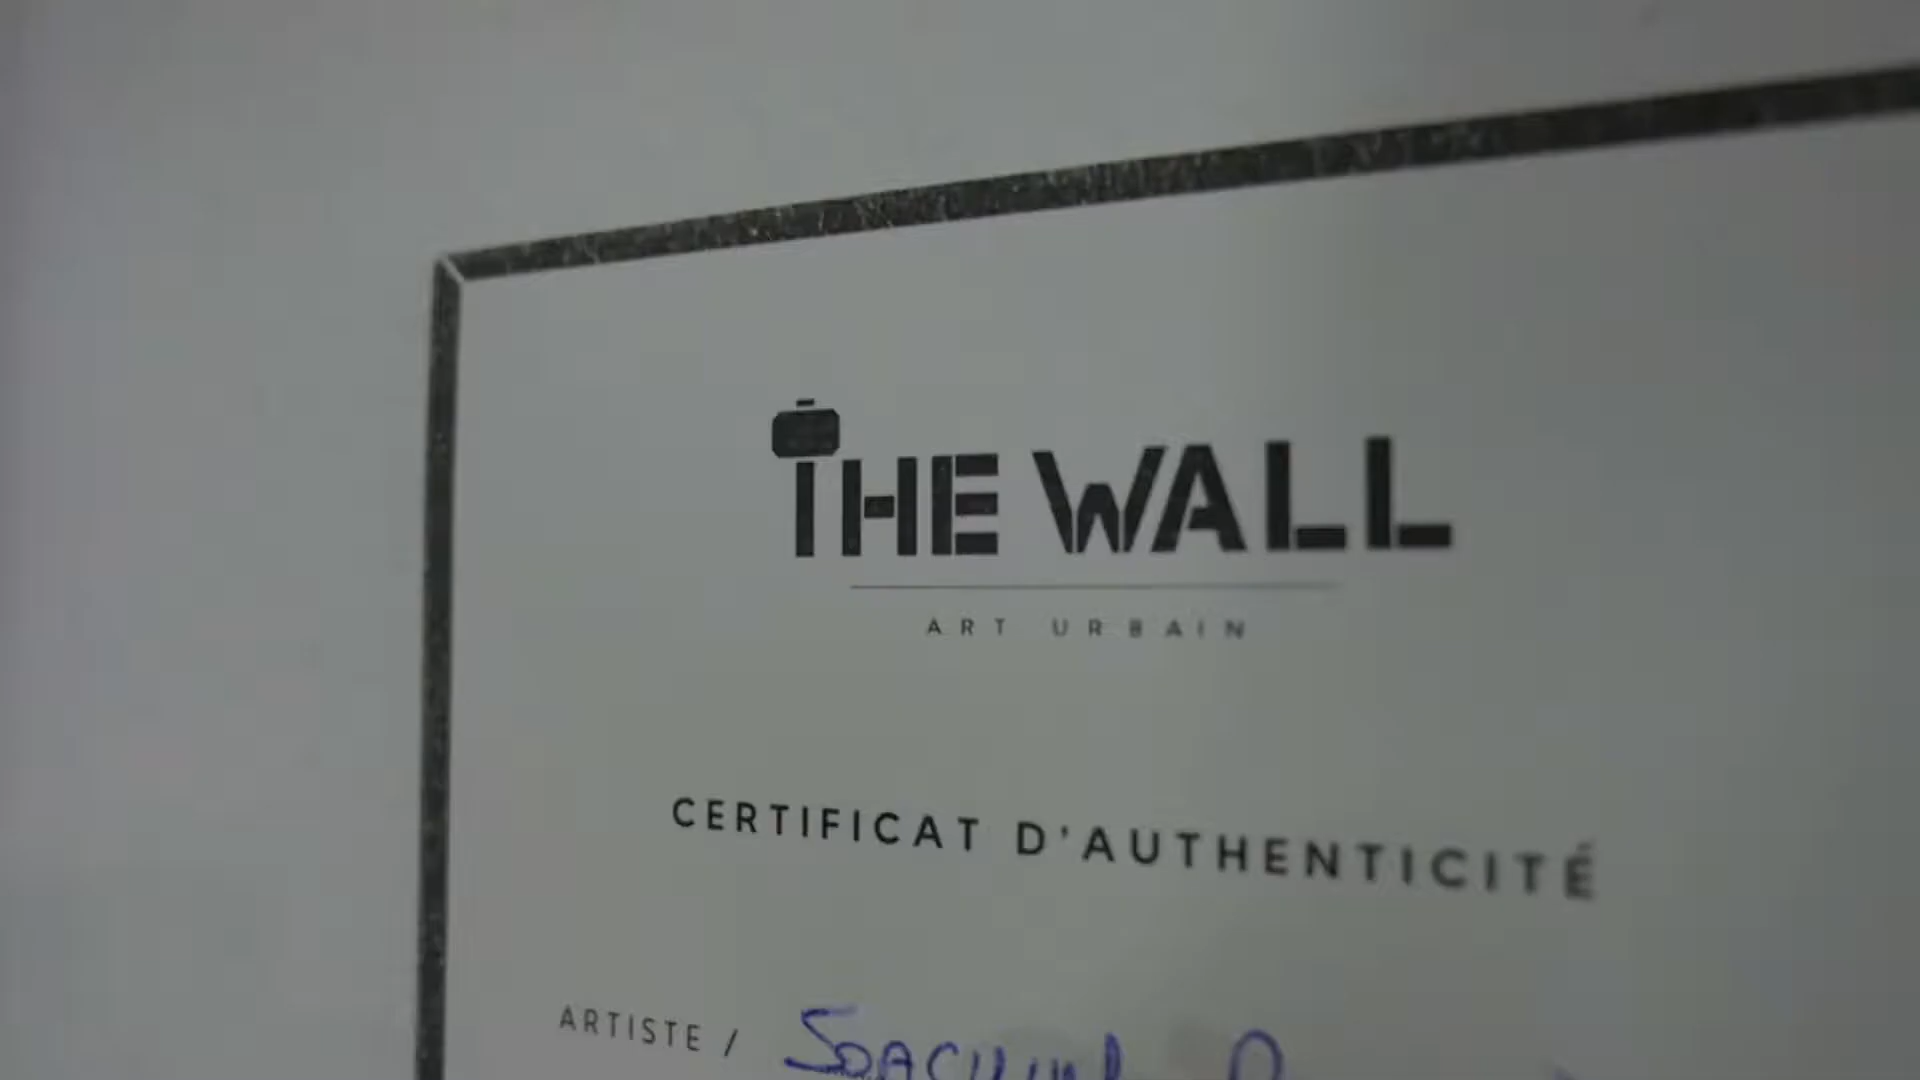 THE WALL
ART URBAIN
CERTIFICAT D'AUTHENTICITÉ
ARTISTE /